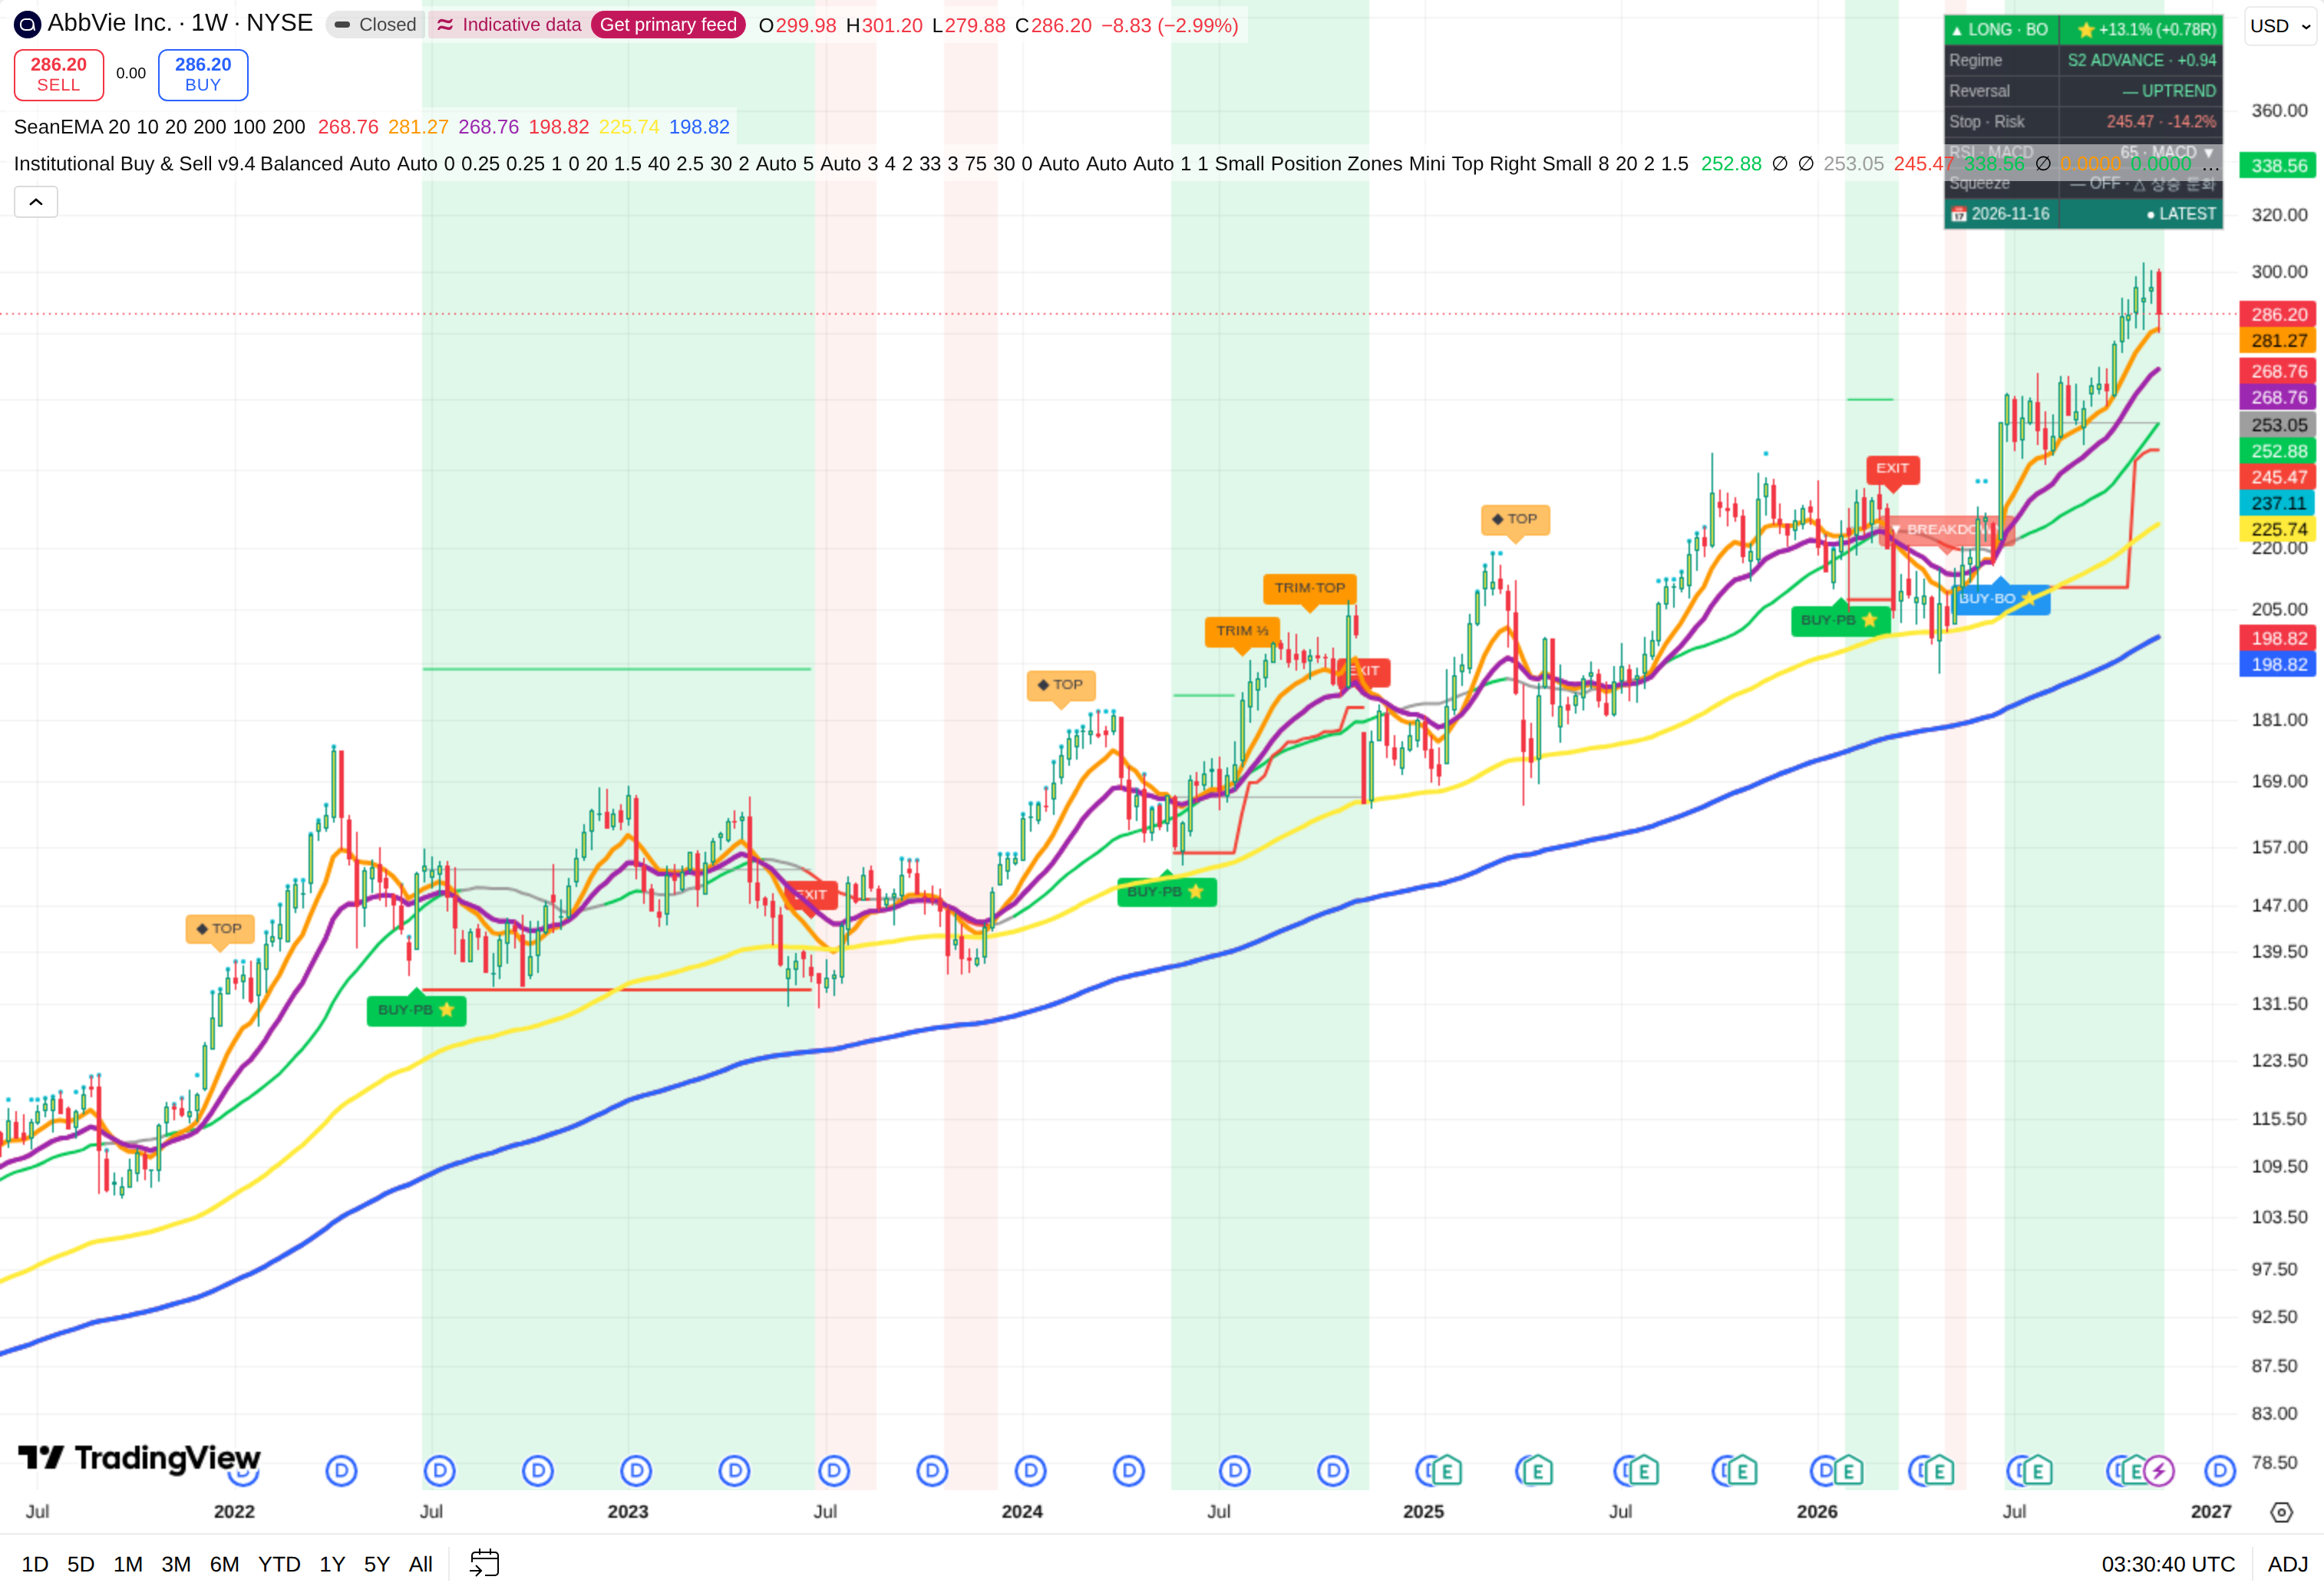 AbbVie Inc. · 1W · NYSE
Closed
Indicative data
Get primary feed
O299.98 H301.20 L279.88 C286.20 −8.83 (−2.99%)
286.20
SELL
0.00
286.20
BUY
SeanEMA 20 10 20 200 100 200 268.76 281.27 268.76 198.82 225.74 198.82
Institutional Buy & Sell v9.4 Balanced Auto Auto 0 0.25 0.25 1 0 20 1.5 40 2.5 30 2 Auto 5 Auto 3 4 2 33 3 75 30 0 Auto Auto Auto 1 1 Small Position Zones Mini Top Right Small 8 20 2 1.5 252.88 ∅ ∅ 253.05 245.47 338.56 ∅ 0.0000 0.0000 ...
▲ LONG · BO ⭐ +13.1% (+0.78R)
Regime S2 ADVANCE · +0.94
Reversal — UPTREND
Stop · Risk 245.47 · -14.2%
RSI · MACD 65 · MACD ▼
Squeeze — OFF · △ 상승 둔화
📅 2026-11-16 ● LATEST
USD
360.00
338.56
320.00
300.00
286.20
281.27
268.76
268.76
253.05
252.88
245.47
237.11
225.74
220.00
205.00
198.82
198.82
181.00
169.00
157.00
147.00
139.50
131.50
123.50
115.50
109.50
103.50
97.50
92.50
87.50
83.00
78.50
EXIT
▼ BREAKDO
◆ TOP
TRIM·TOP
BUY·BO ⭐
BUY·PB ⭐
TRIM ⅓
EXIT
◆ TOP
BUY·PB ⭐
EXIT
◆ TOP
BUY·PB ⭐
TradingView
D D D D D D D D D D D D D E D E D E D E D E D E D E D E D
Jul 2022 Jul 2023 Jul 2024 Jul 2025 Jul 2026 Jul 2027
1D 5D 1M 3M 6M YTD 1Y 5Y All
03:30:40 UTC ADJ